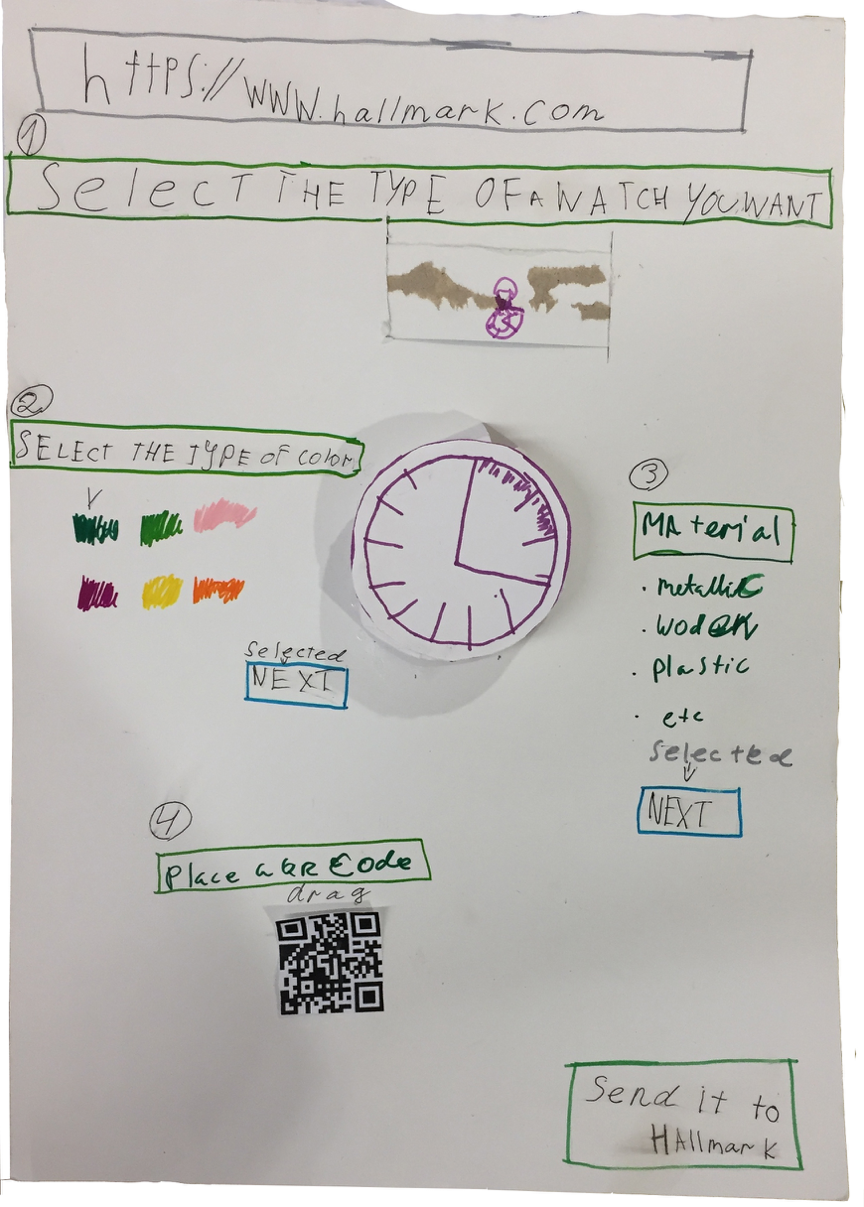 https://www.hallmark.com
1
Select THE TYPE OF A WATCH YOU WANT
2
SELEct THE TYPE OF color
3
MAterial
. metallic
. woden
. plastic
. etc
selected
NEXT
selected
NEXT
4
Place a QR Code
drag
Send it to
HAllmark